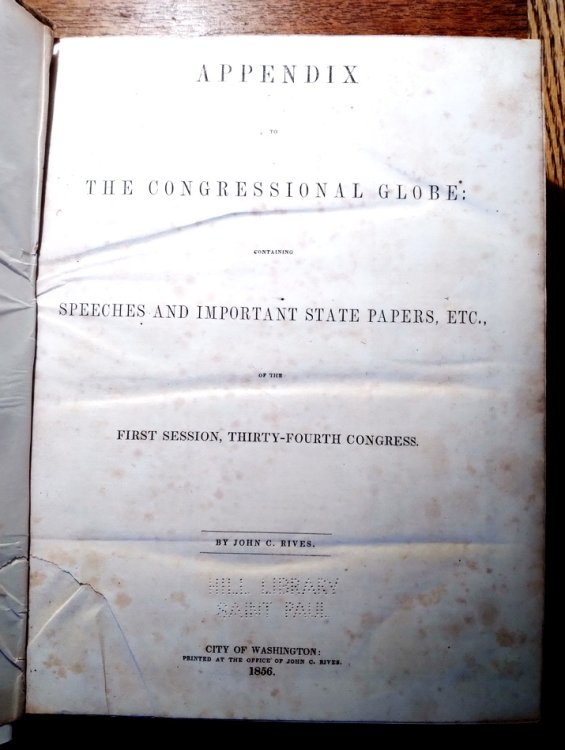 APPENDIX
TO
THE CONGRESSIONAL GLOBE:
CONTAINING
SPEECHES AND IMPORTANT STATE PAPERS, ETC.,
OF THE
FIRST SESSION, THIRTY-FOURTH CONGRESS.
BY JOHN C. RIVES.
HILL LIBRARY
SAINT PAUL
CITY OF WASHINGTON:
PRINTED AT THE OFFICE OF JOHN C. RIVES.
1856.